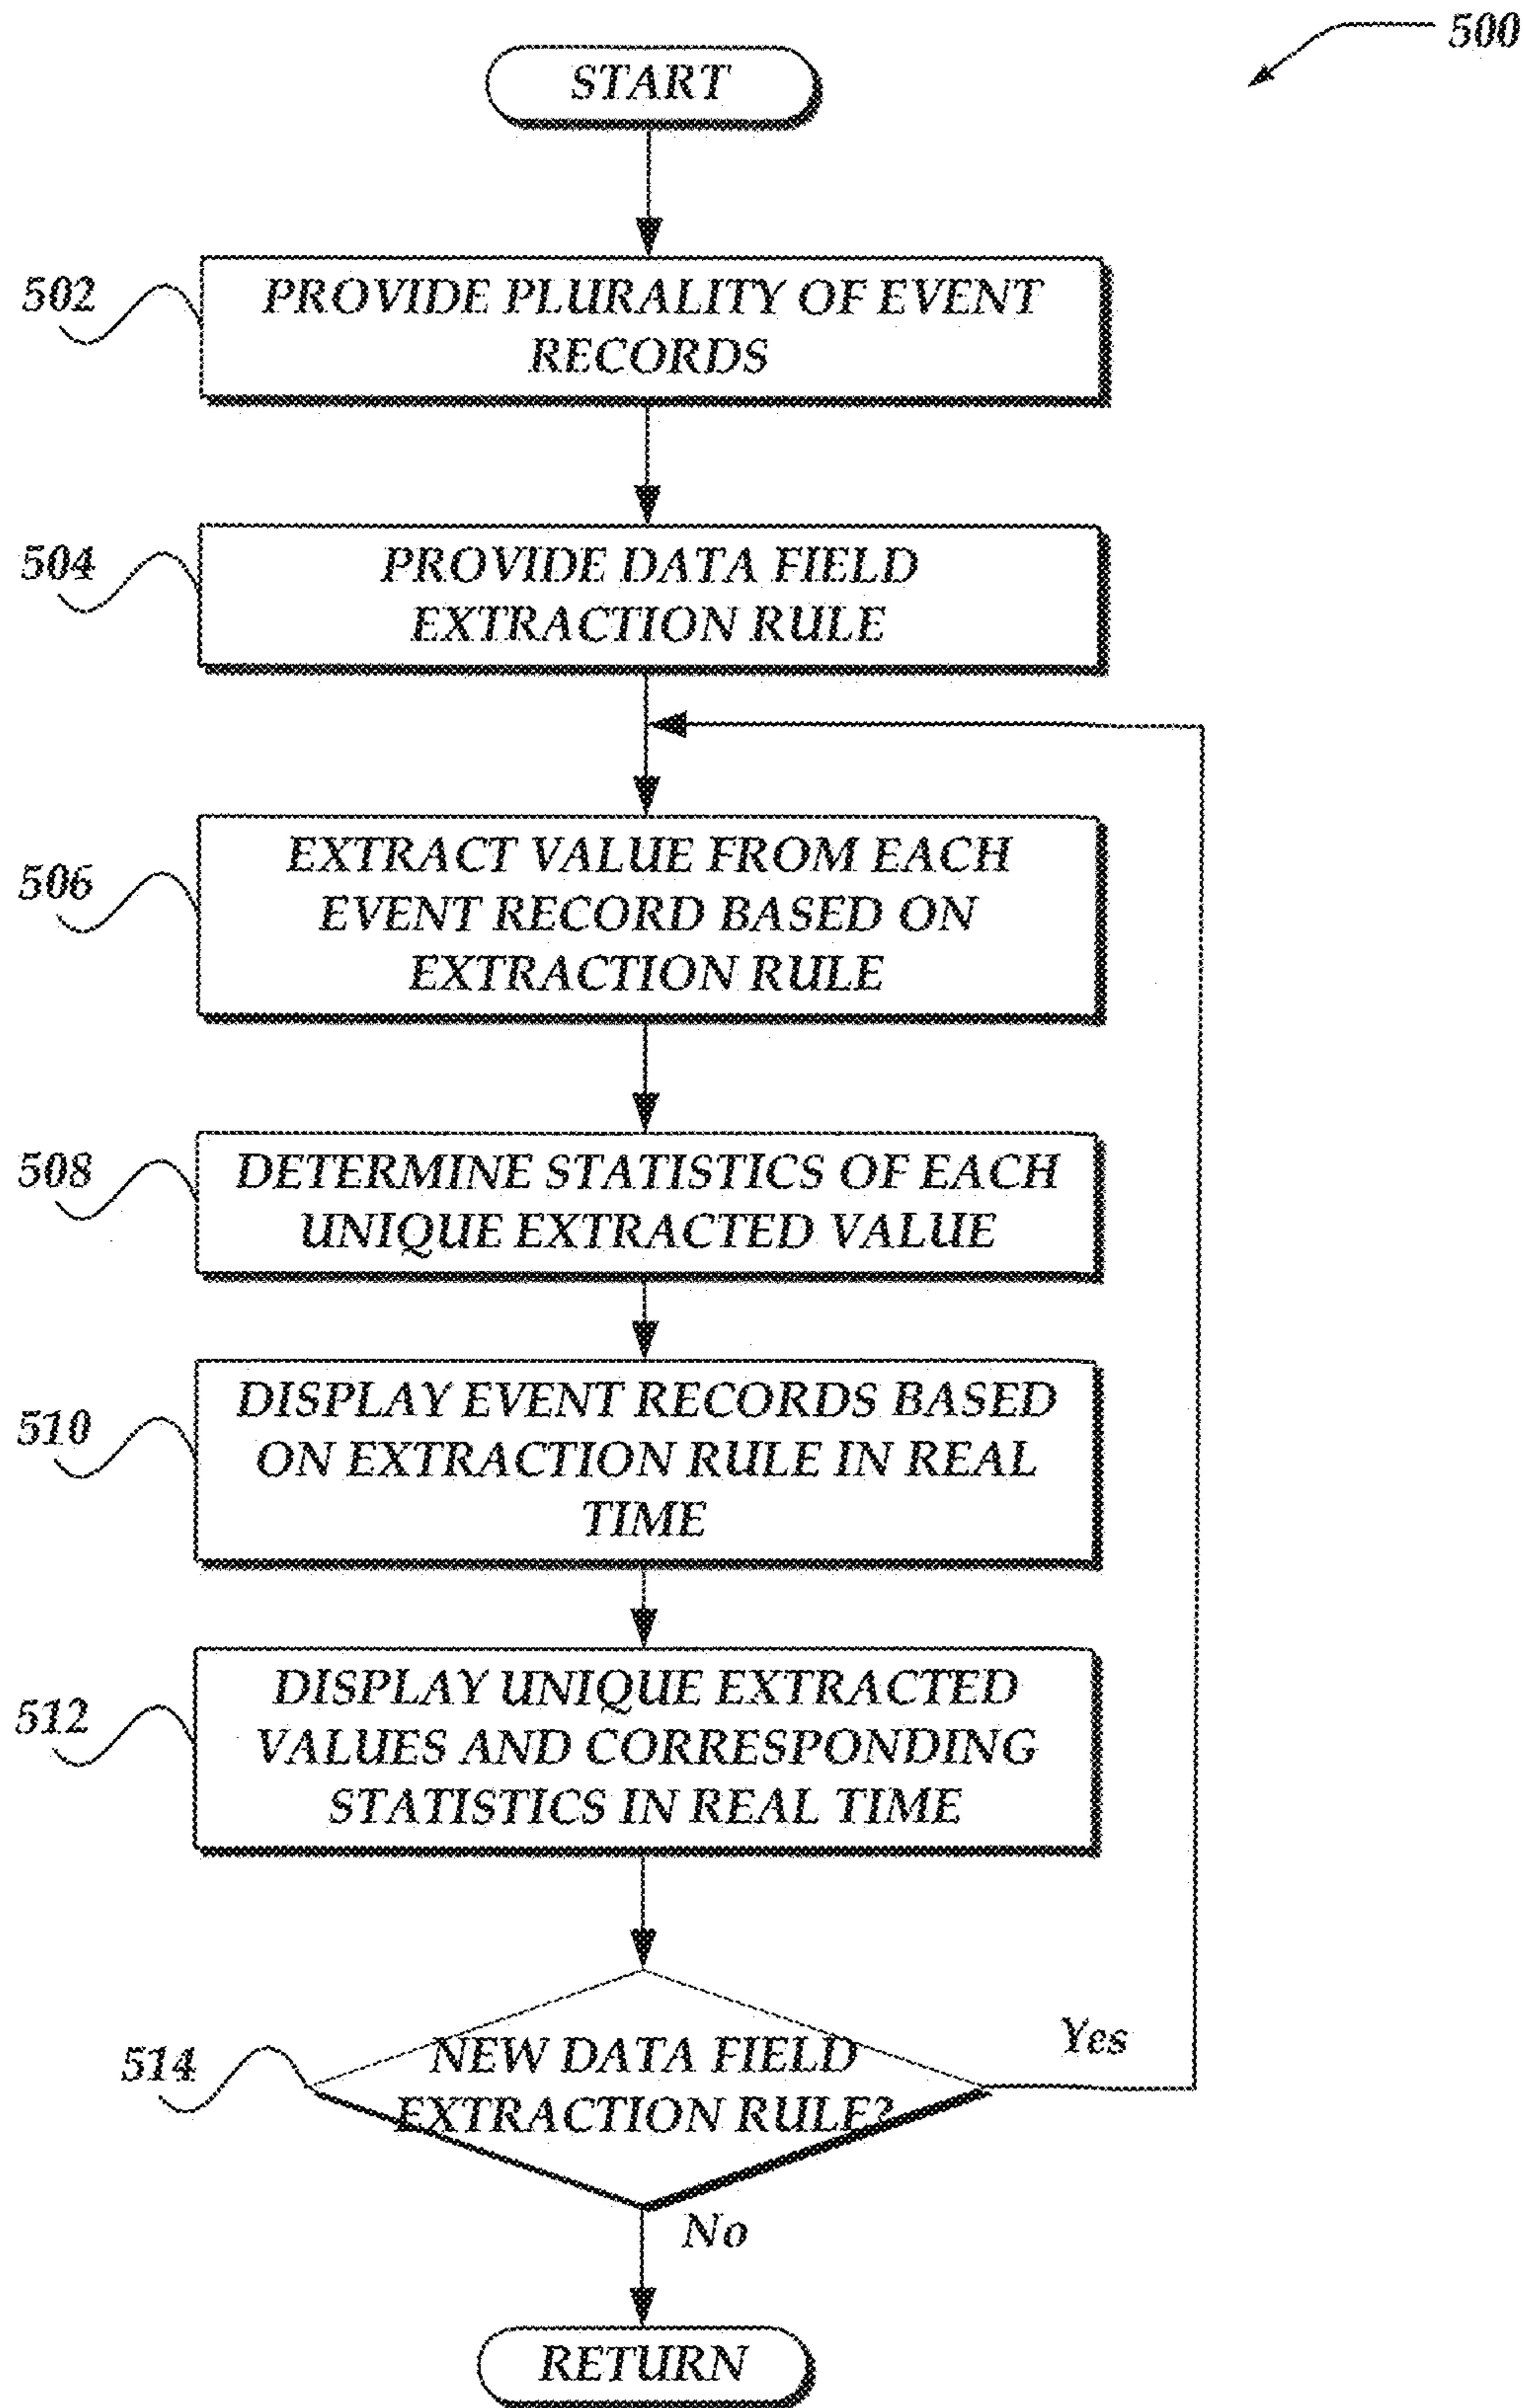 500
START
502
PROVIDE PLURALITY OF EVENT
RECORDS
504
PROVIDE DATA FIELD
EXTRACTION RULE
506
EXTRACT VALUE FROM EACH
EVENT RECORD BASED ON
EXTRACTION RULE
508
DETERMINE STATISTICS OF EACH
UNIQUE EXTRACTED VALUE
510
DISPLAY EVENT RECORDS BASED
ON EXTRACTION RULE IN REAL
TIME
512
DISPLAY UNIQUE EXTRACTED
VALUES AND CORRESPONDING
STATISTICS IN REAL TIME
514
NEW DATA FIELD
EXTRACTION RULE?
Yes
No
RETURN